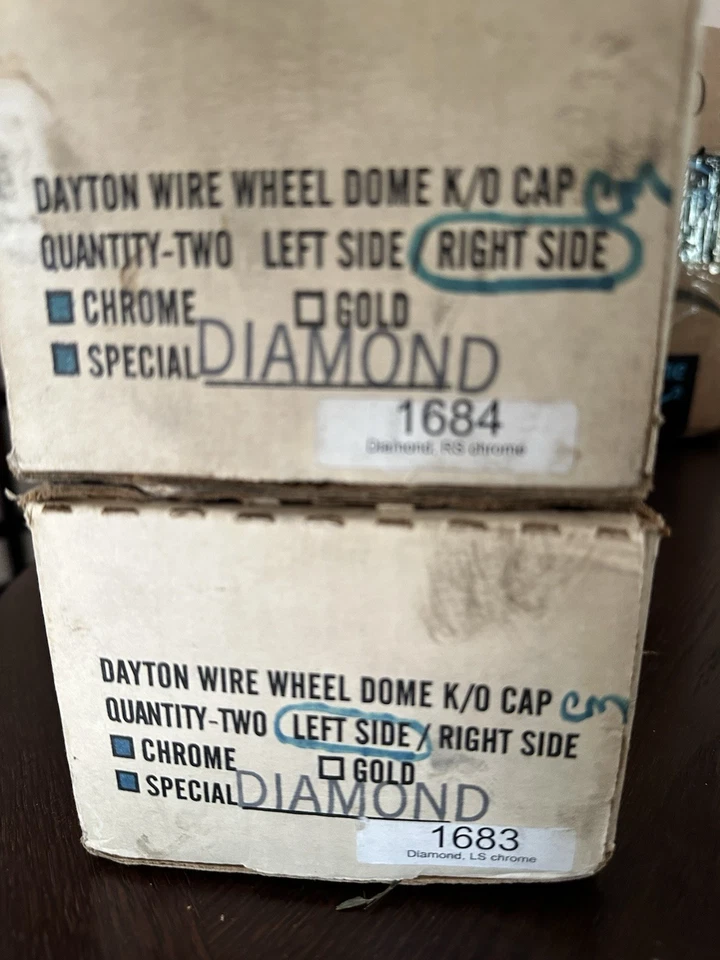 DAYTON WIRE WHEEL DOME K/O CAP
QUANTITY-TWO LEFT SIDE RIGHT SIDE
CHROME GOLD
SPECIAL DIAMOND
1684
Diamond, RS chrome
DAYTON WIRE WHEEL DOME K/O CAP
QUANTITY-TWO LEFT SIDE / RIGHT SIDE
CHROME GOLD
SPECIAL DIAMOND
1683
Diamond, LS chrome